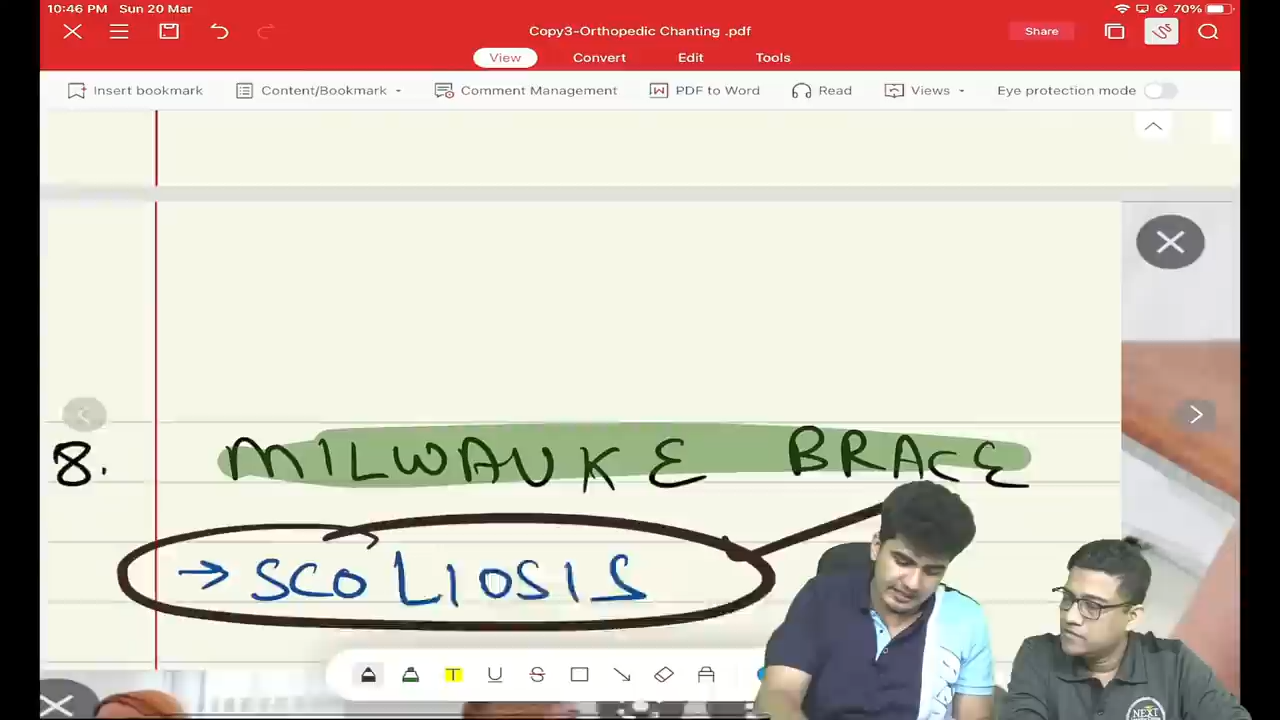 10:46 PM Sun 20 Mar 70%
Copy3-Orthopedic Chanting .pdf Share
View Convert Edit Tools
Insert bookmark Content/Bookmark Comment Management PDF to Word Read Views Eye protection mode
8. MILWAUKE BRACE
→ SCOLIOSIS
T U S A
NEXT